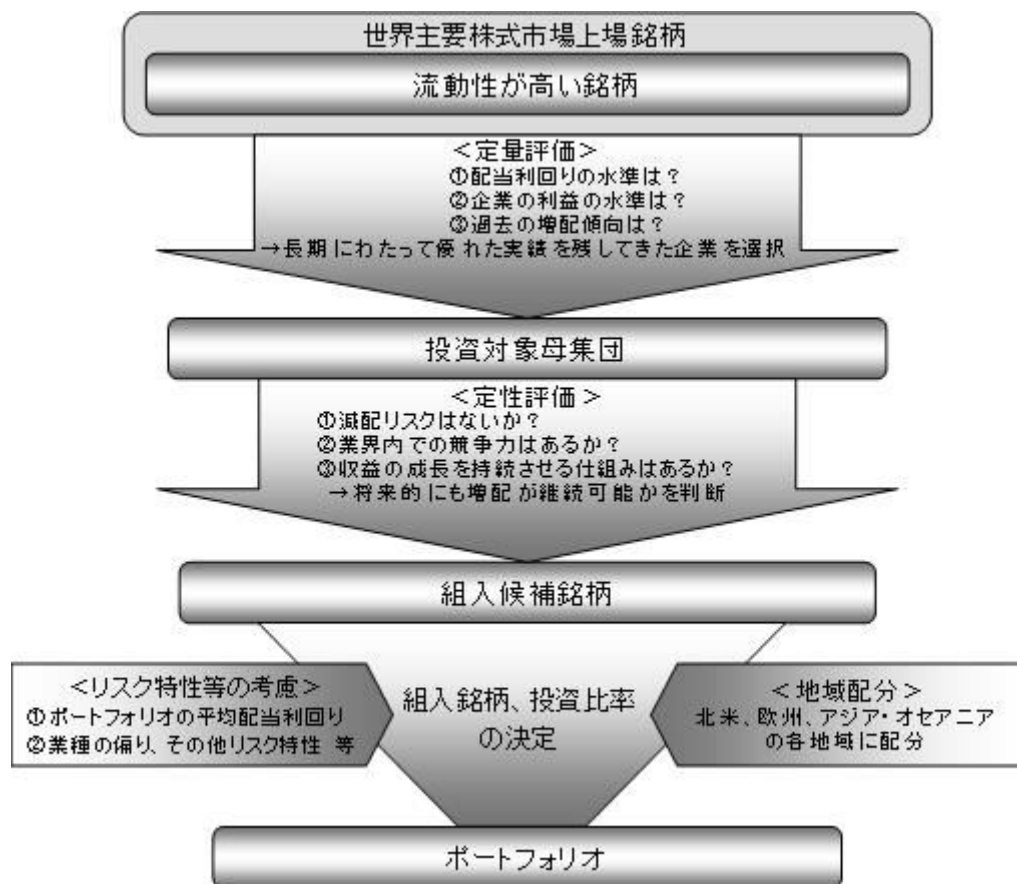 世界主要株式市場上場銘柄
流動性が高い銘柄
＜定量評価＞
①配当利回りの水準は？
②企業の利益の水準は？
③過去の増配傾向は？
→長期にわたって優れた実績を残してきた企業を選択
投資対象母集団
＜定性評価＞
①減配リスクはないか？
②業界内での競争力はあるか？
③収益の成長を持続させる仕組みはあるか？
→将来的にも増配が継続可能かを判断
組入候補銘柄
＜リスク特性等の考慮＞
①ポートフォリオの平均配当利回り
②業種の偏り、その他リスク特性 等
組入銘柄、投資比率
の決定
＜地域配分＞
北米、欧州、アジア・オセアニア
の各地域に配分
ポートフォリオ